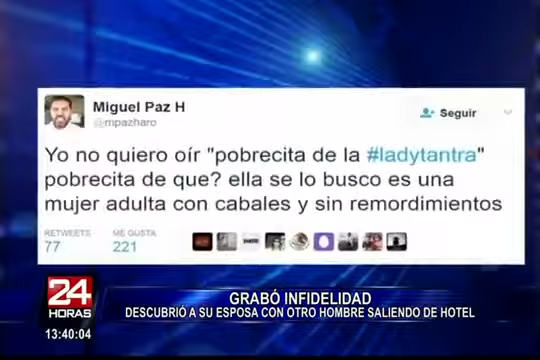 Miguel Paz H
@mpazharo
Seguir
Yo no quiero oír "pobrecita de la #ladytantra"
pobrecita de que? ella se lo busco es una
mujer adulta con cabales y sin remordimientos
RETWEETS
ME GUSTA
77
221
24
HORAS
13:40:04
GRABÓ INFIDELIDAD
DESCUBRIÓ A SU ESPOSA CON OTRO HOMBRE SALIENDO DE HOTEL